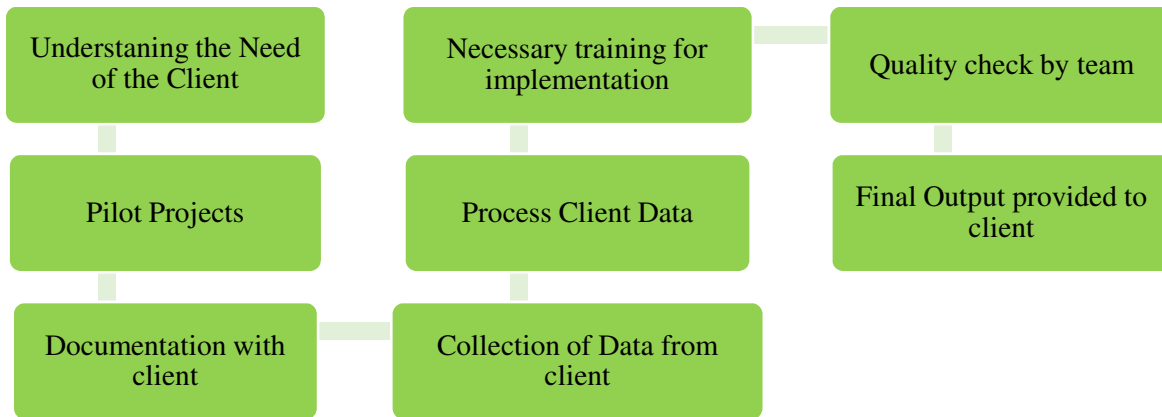 Understaning the Need
of the Client
Pilot Projects
Documentation with
client
Collection of Data from
client
Process Client Data
Necessary training for
implementation
Quality check by team
Final Output provided to
client